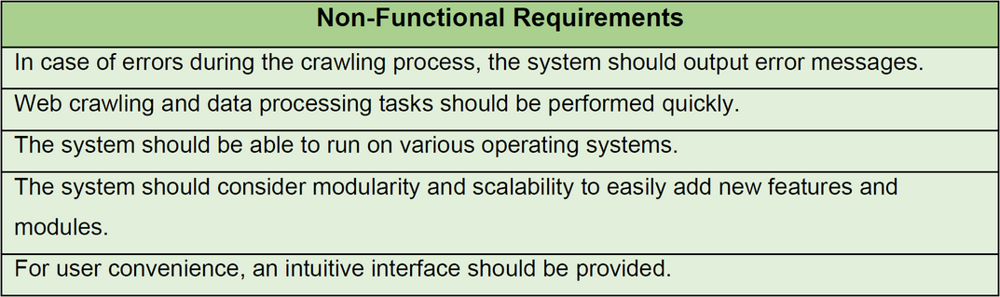 Non-Functional Requirements
In case of errors during the crawling process, the system should output error messages.
Web crawling and data processing tasks should be performed quickly.
The system should be able to run on various operating systems.
The system should consider modularity and scalability to easily add new features and
modules.
For user convenience, an intuitive interface should be provided.